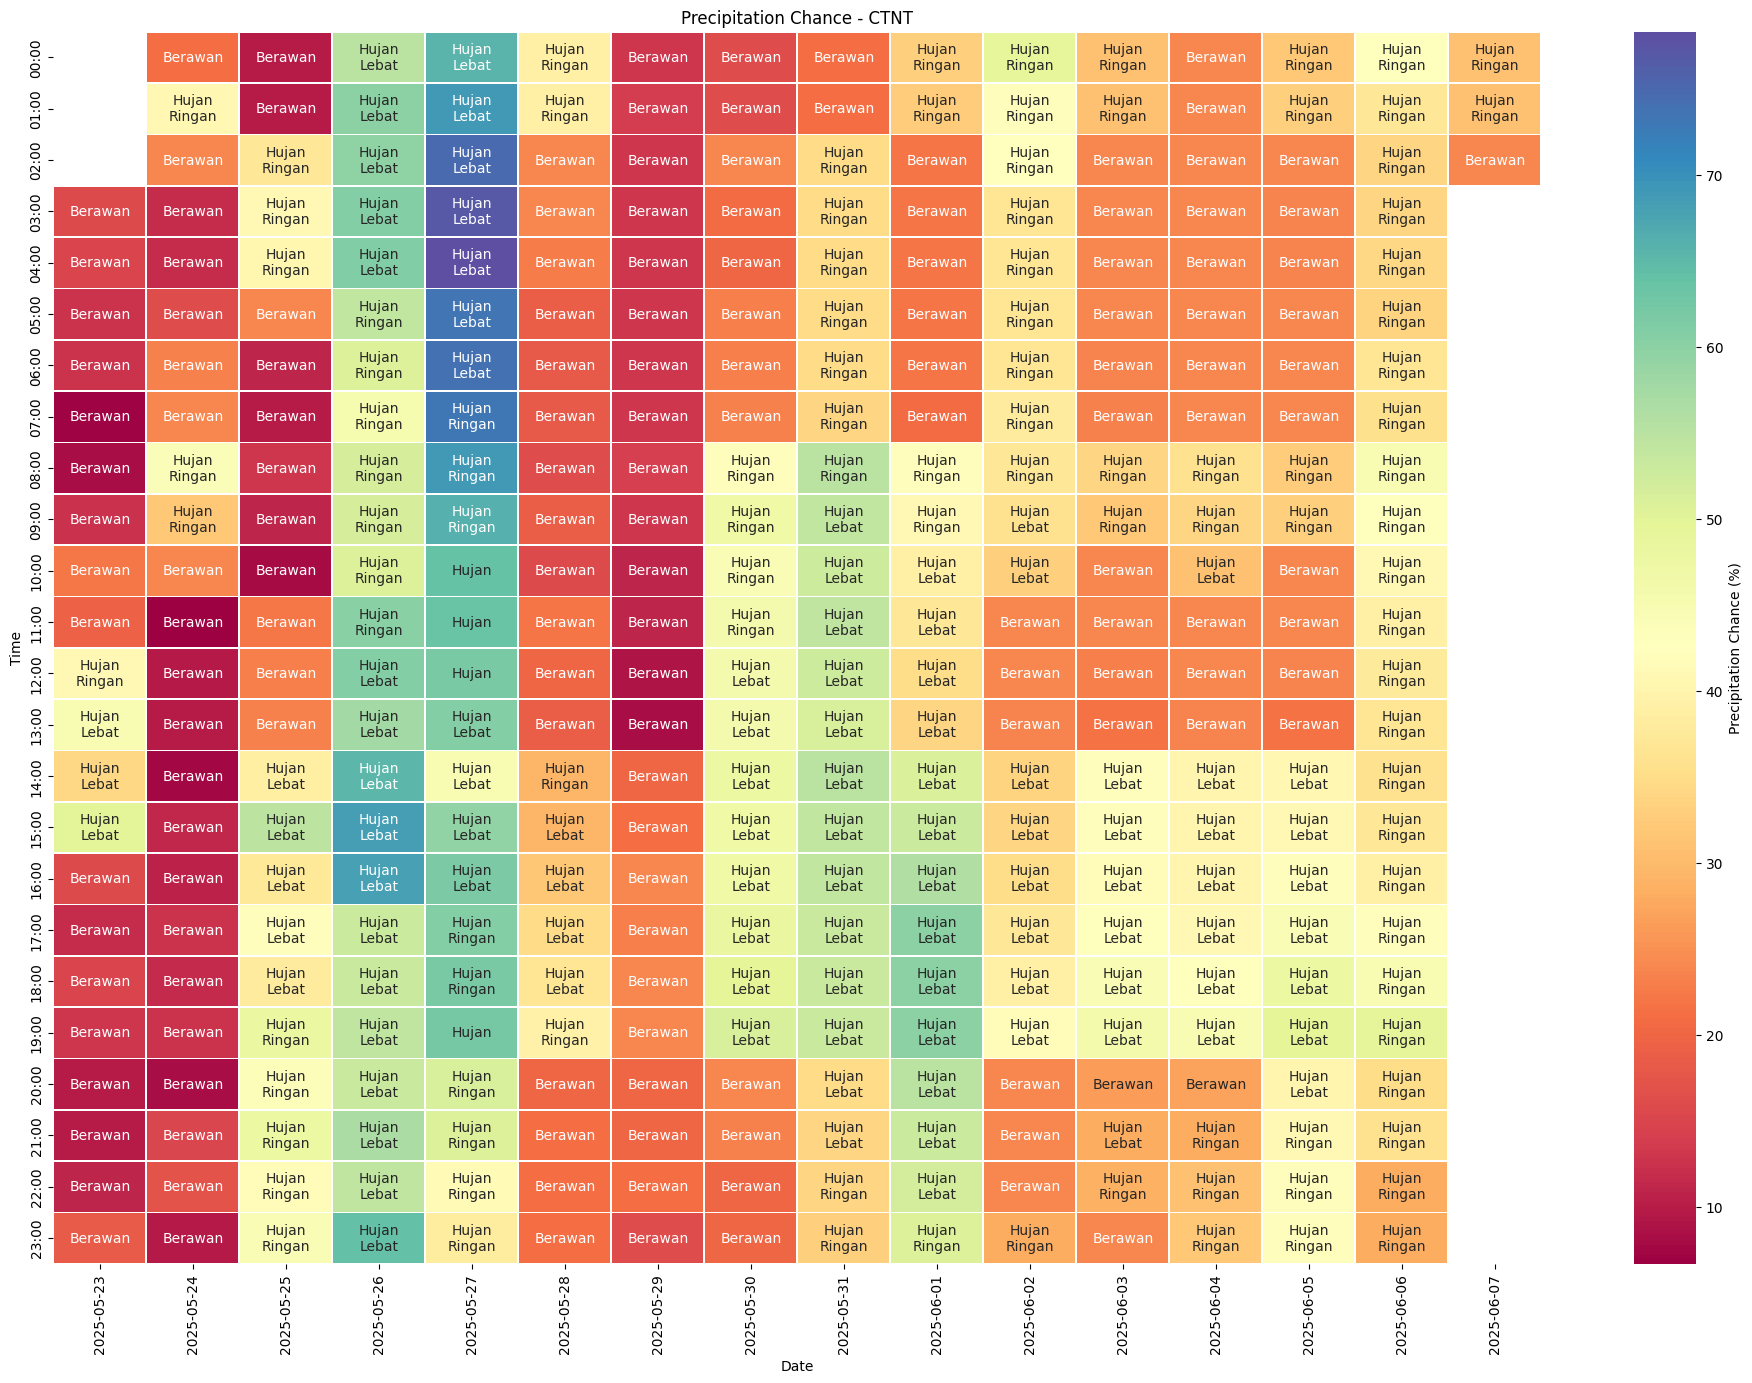 Precipitation Chance - CTNT
00:00 Berawan Berawan Hujan Lebat Hujan Lebat Hujan Ringan Berawan Berawan Berawan Hujan Ringan Hujan Ringan Hujan Ringan Berawan Hujan Ringan Hujan Ringan Hujan Ringan
01:00 Hujan Ringan Berawan Hujan Lebat Hujan Lebat Hujan Ringan Berawan Berawan Berawan Hujan Ringan Hujan Ringan Hujan Ringan Berawan Hujan Ringan Hujan Ringan Hujan Ringan
02:00 Berawan Hujan Ringan Hujan Lebat Hujan Lebat Berawan Berawan Berawan Hujan Ringan Berawan Hujan Ringan Berawan Berawan Berawan Hujan Ringan Berawan
03:00 Berawan Berawan Hujan Ringan Hujan Lebat Hujan Lebat Berawan Berawan Berawan Hujan Ringan Berawan Hujan Ringan Berawan Berawan Berawan Hujan Ringan
04:00 Berawan Berawan Hujan Ringan Hujan Lebat Hujan Lebat Berawan Berawan Berawan Hujan Ringan Berawan Hujan Ringan Berawan Berawan Berawan Hujan Ringan
05:00 Berawan Berawan Berawan Hujan Ringan Hujan Lebat Berawan Berawan Berawan Hujan Ringan Berawan Hujan Ringan Berawan Berawan Berawan Hujan Ringan
06:00 Berawan Berawan Berawan Hujan Ringan Hujan Lebat Berawan Berawan Berawan Hujan Ringan Berawan Hujan Ringan Berawan Berawan Berawan Hujan Ringan
07:00 Berawan Berawan Berawan Hujan Ringan Hujan Ringan Berawan Berawan Berawan Hujan Ringan Berawan Hujan Ringan Berawan Berawan Berawan Hujan Ringan
08:00 Berawan Hujan Ringan Berawan Hujan Ringan Hujan Ringan Berawan Berawan Hujan Ringan Hujan Ringan Hujan Ringan Hujan Ringan Hujan Ringan Hujan Ringan Hujan Ringan Hujan Ringan
09:00 Berawan Hujan Ringan Berawan Hujan Ringan Hujan Ringan Berawan Berawan Hujan Ringan Hujan Lebat Hujan Ringan Hujan Lebat Hujan Ringan Hujan Ringan Hujan Ringan Hujan Ringan
10:00 Berawan Berawan Berawan Hujan Ringan Hujan Berawan Berawan Hujan Ringan Hujan Lebat Hujan Lebat Hujan Lebat Berawan Hujan Lebat Berawan Hujan Ringan
11:00 Berawan Berawan Berawan Hujan Ringan Hujan Berawan Berawan Hujan Ringan Hujan Lebat Hujan Lebat Berawan Berawan Berawan Berawan Hujan Ringan
12:00 Hujan Ringan Berawan Berawan Hujan Lebat Hujan Berawan Berawan Hujan Lebat Hujan Lebat Hujan Lebat Berawan Berawan Berawan Berawan Hujan Ringan
13:00 Hujan Lebat Berawan Berawan Hujan Lebat Hujan Lebat Berawan Berawan Hujan Lebat Hujan Lebat Hujan Lebat Berawan Berawan Berawan Berawan Hujan Ringan
14:00 Hujan Lebat Berawan Hujan Lebat Hujan Lebat Hujan Lebat Hujan Ringan Berawan Hujan Lebat Hujan Lebat Hujan Lebat Hujan Lebat Hujan Lebat Hujan Lebat Hujan Lebat Hujan Ringan
15:00 Hujan Lebat Berawan Hujan Lebat Hujan Lebat Hujan Lebat Hujan Lebat Berawan Hujan Lebat Hujan Lebat Hujan Lebat Hujan Lebat Hujan Lebat Hujan Lebat Hujan Lebat Hujan Ringan
16:00 Berawan Berawan Hujan Lebat Hujan Lebat Hujan Lebat Hujan Lebat Berawan Hujan Lebat Hujan Lebat Hujan Lebat Hujan Lebat Hujan Lebat Hujan Lebat Hujan Lebat Hujan Ringan
17:00 Berawan Berawan Hujan Lebat Hujan Lebat Hujan Ringan Hujan Lebat Berawan Hujan Lebat Hujan Lebat Hujan Lebat Hujan Lebat Hujan Lebat Hujan Lebat Hujan Lebat Hujan Ringan
18:00 Berawan Berawan Hujan Lebat Hujan Lebat Hujan Ringan Hujan Lebat Berawan Hujan Lebat Hujan Lebat Hujan Lebat Hujan Lebat Hujan Lebat Hujan Lebat Hujan Lebat Hujan Ringan
19:00 Berawan Berawan Hujan Ringan Hujan Lebat Hujan Hujan Ringan Berawan Hujan Lebat Hujan Lebat Hujan Lebat Hujan Lebat Hujan Lebat Hujan Lebat Hujan Lebat Hujan Ringan
20:00 Berawan Berawan Hujan Ringan Hujan Lebat Hujan Ringan Berawan Berawan Berawan Hujan Lebat Hujan Lebat Berawan Berawan Berawan Hujan Lebat Hujan Ringan
21:00 Berawan Berawan Hujan Ringan Hujan Lebat Hujan Ringan Berawan Berawan Berawan Hujan Lebat Hujan Lebat Berawan Hujan Lebat Hujan Ringan Hujan Ringan Hujan Ringan
22:00 Berawan Berawan Hujan Ringan Hujan Lebat Hujan Ringan Berawan Berawan Berawan Hujan Ringan Hujan Lebat Berawan Hujan Ringan Hujan Ringan Hujan Ringan Hujan Ringan
23:00 Berawan Berawan Hujan Ringan Hujan Lebat Hujan Ringan Berawan Berawan Berawan Hujan Ringan Hujan Ringan Hujan Ringan Berawan Hujan Ringan Hujan Ringan Hujan Ringan
Time
2025-05-23 2025-05-24 2025-05-25 2025-05-26 2025-05-27 2025-05-28 2025-05-29 2025-05-30 2025-05-31 2025-06-01 2025-06-02 2025-06-03 2025-06-04 2025-06-05 2025-06-06 2025-06-07
Date
70
60
50
40
30
20
10
Precipitation Chance (%)